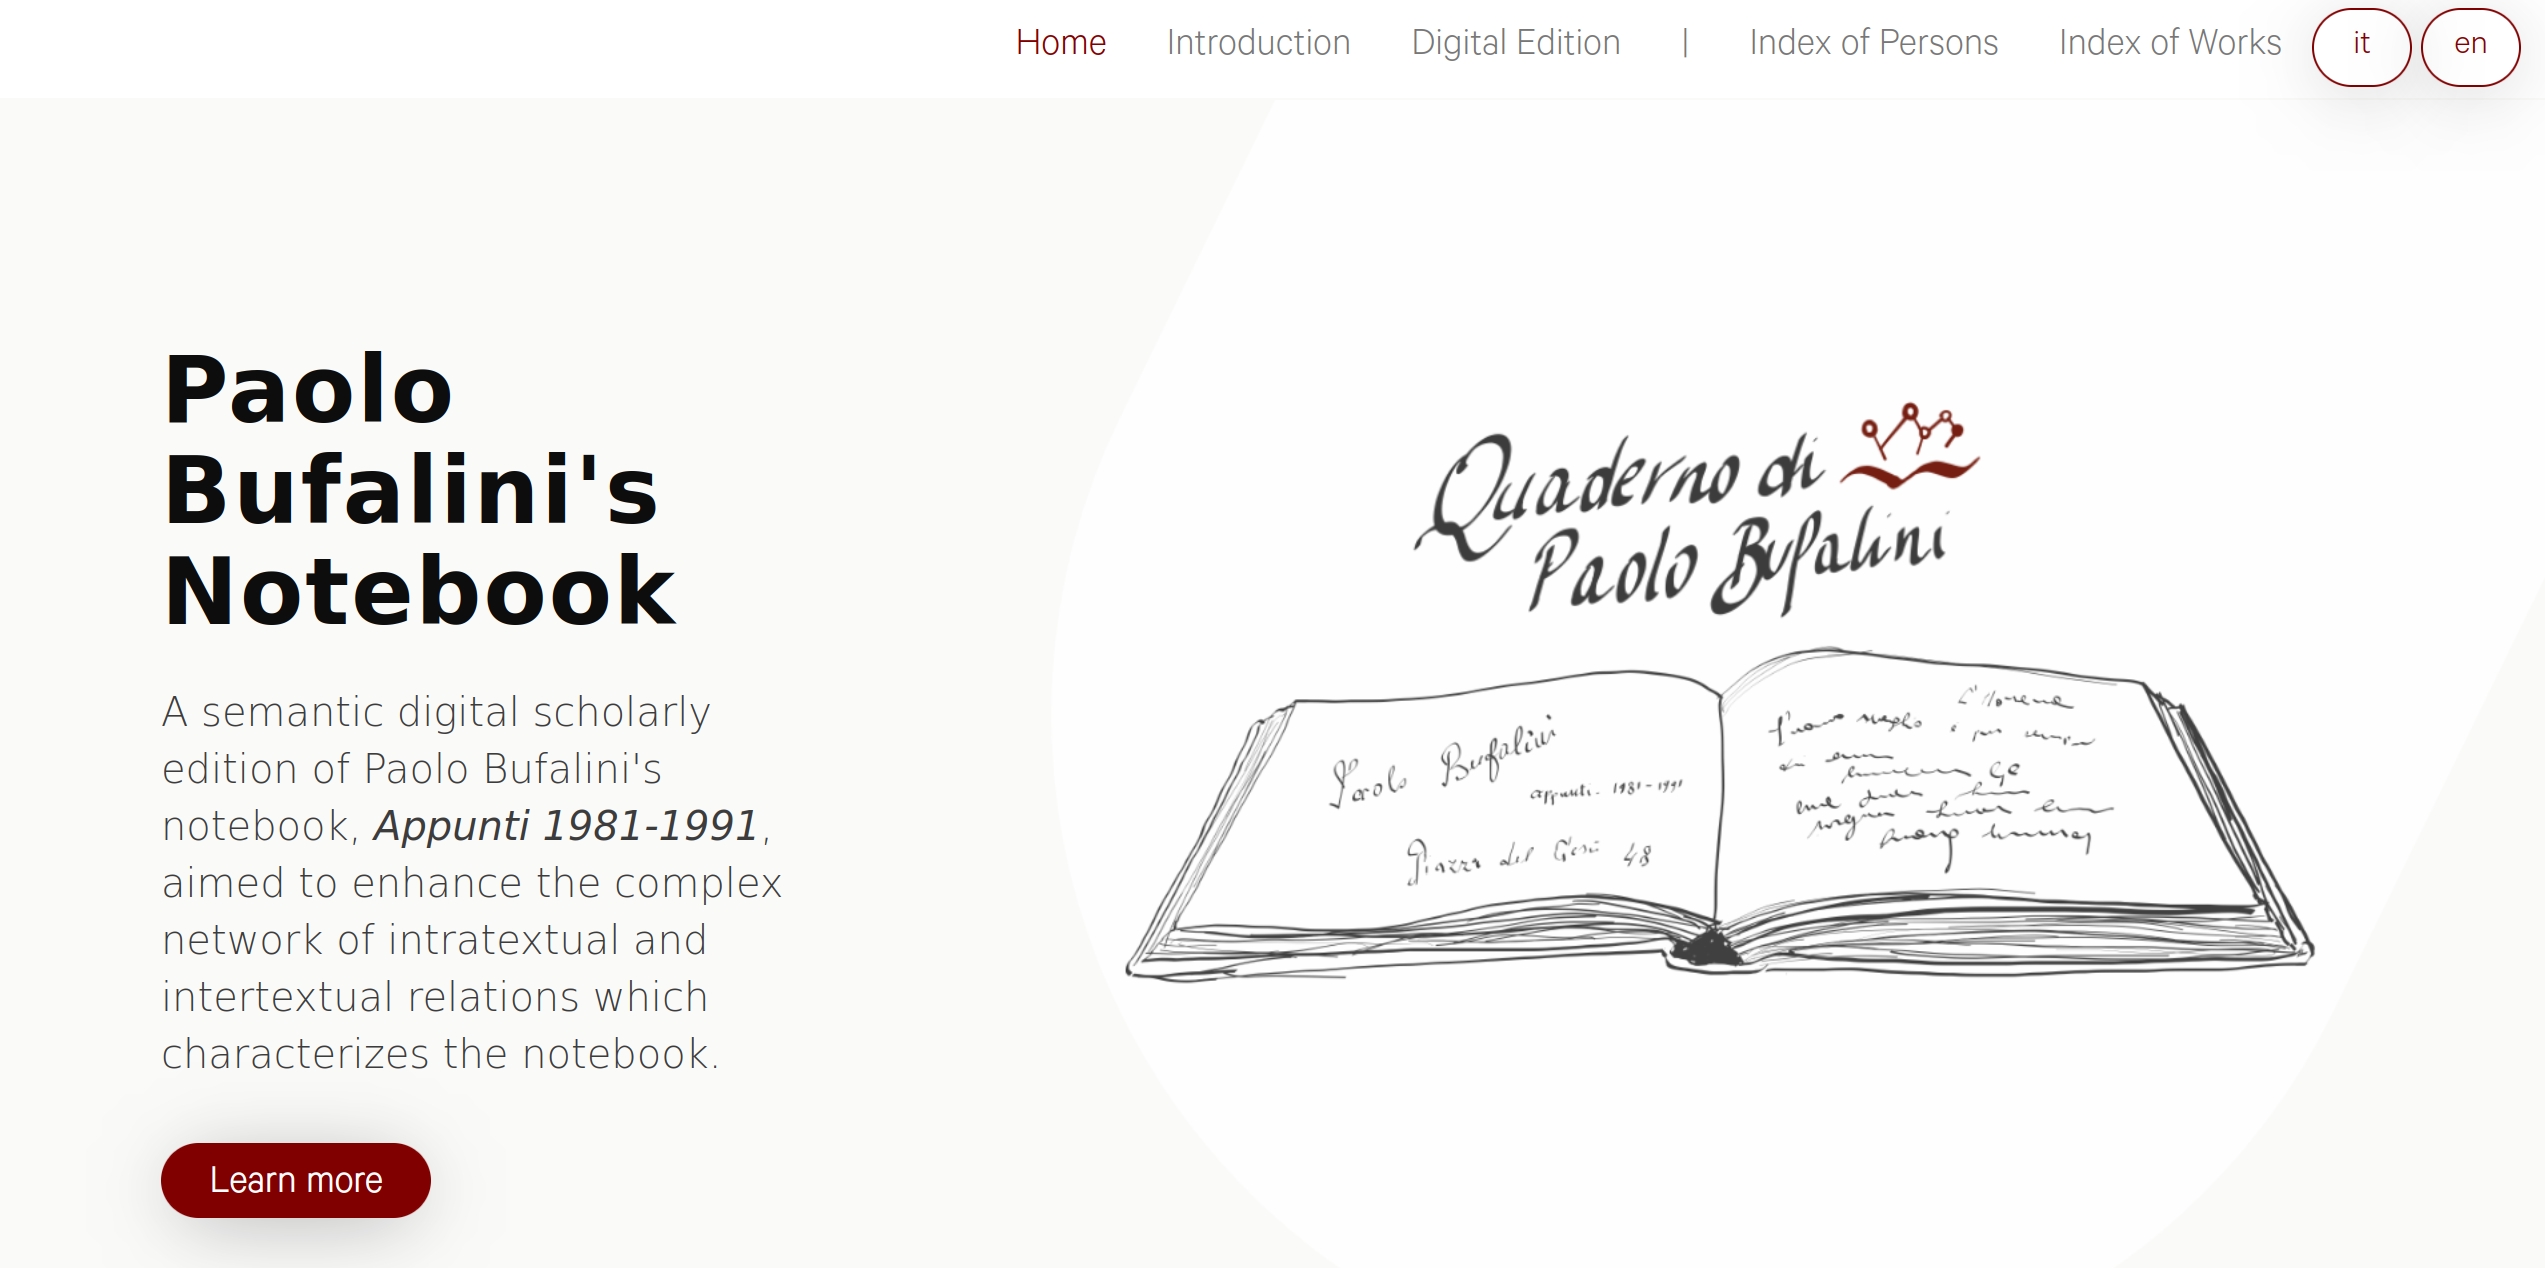 Home Introduction Digital Edition | Index of Persons Index of Works it en
Paolo
Bufalini's
Notebook
A semantic digital scholarly
edition of Paolo Bufalini's
notebook, Appunti 1981-1991,
aimed to enhance the complex
network of intratextual and
intertextual relations which
characterizes the notebook.
Learn more
Quaderno di
Paolo Bufalini
Paolo Bufalini
appunti. 1981-1991
Piazza del Gesù 48